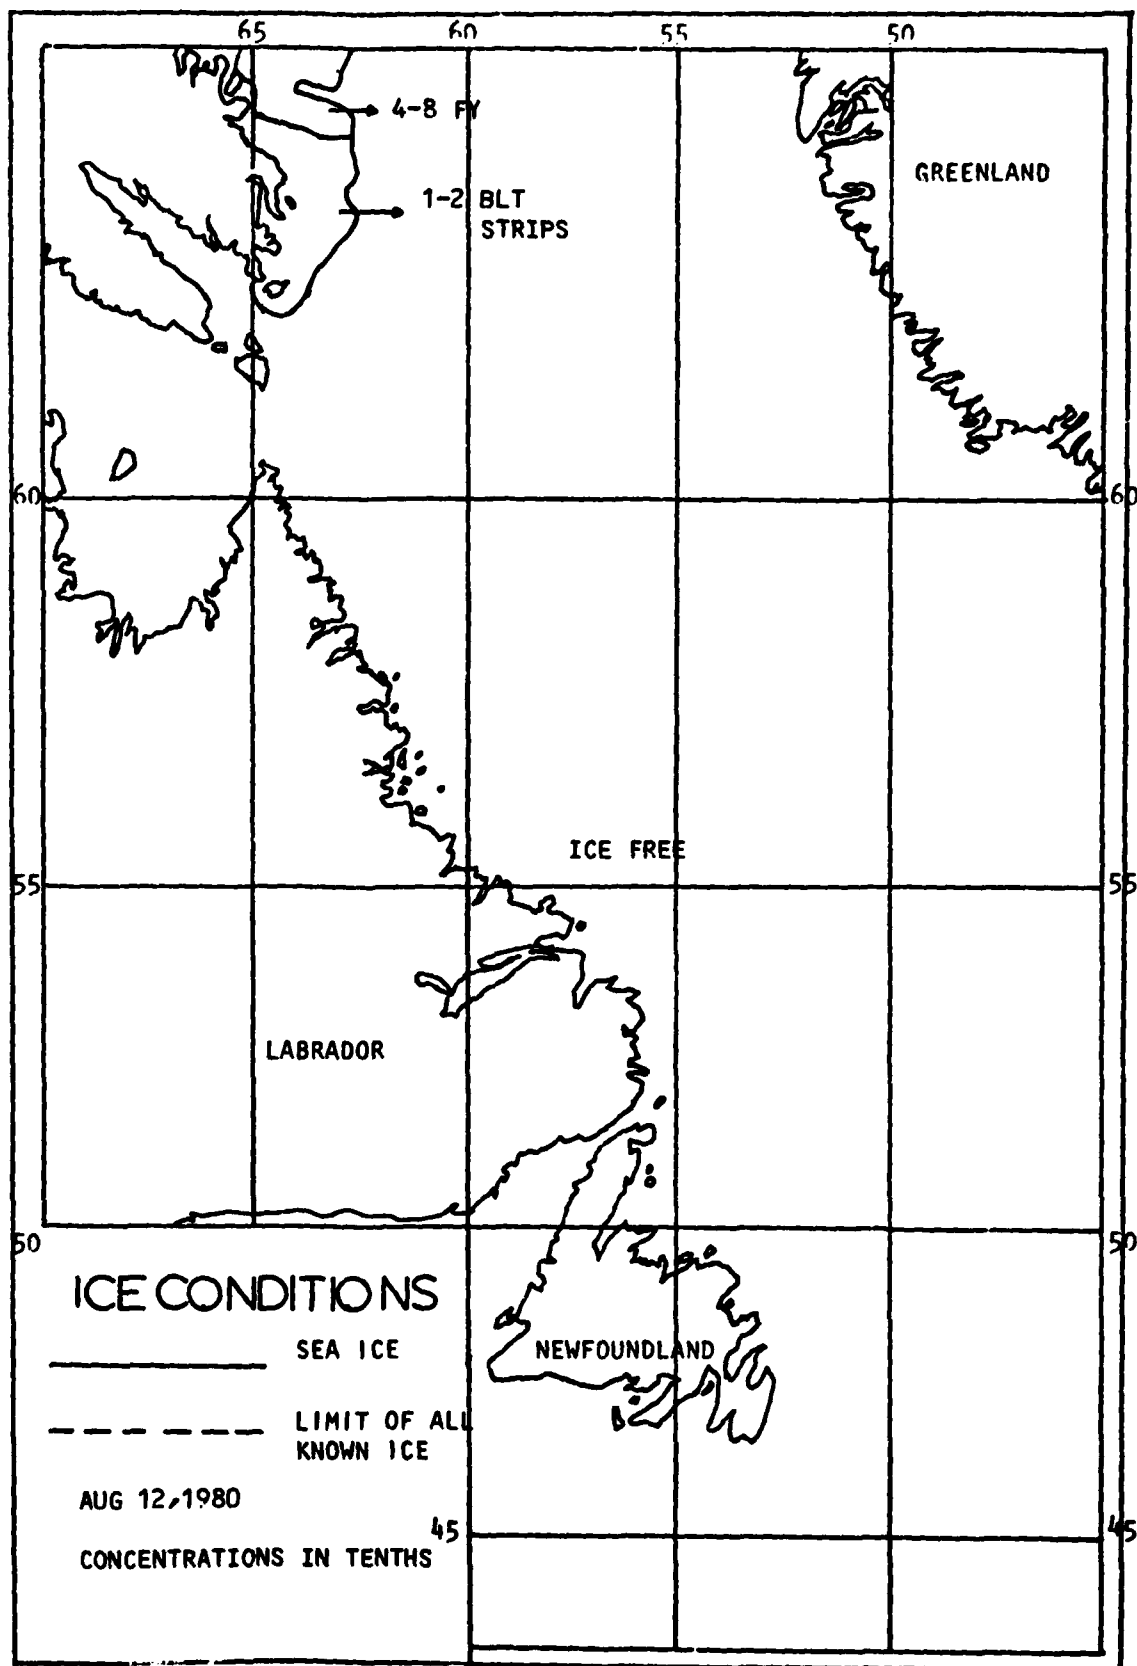 65 60 55 50
4-8 FY
GREENLAND
1-2 BLT
STRIPS
60 60
ICE FREE
55 55
LABRADOR
50 50
ICE CONDITIONS
SEA ICE
NEWFOUNDLAND
LIMIT OF ALL
KNOWN ICE
AUG 12,1980
45 45
CONCENTRATIONS IN TENTHS